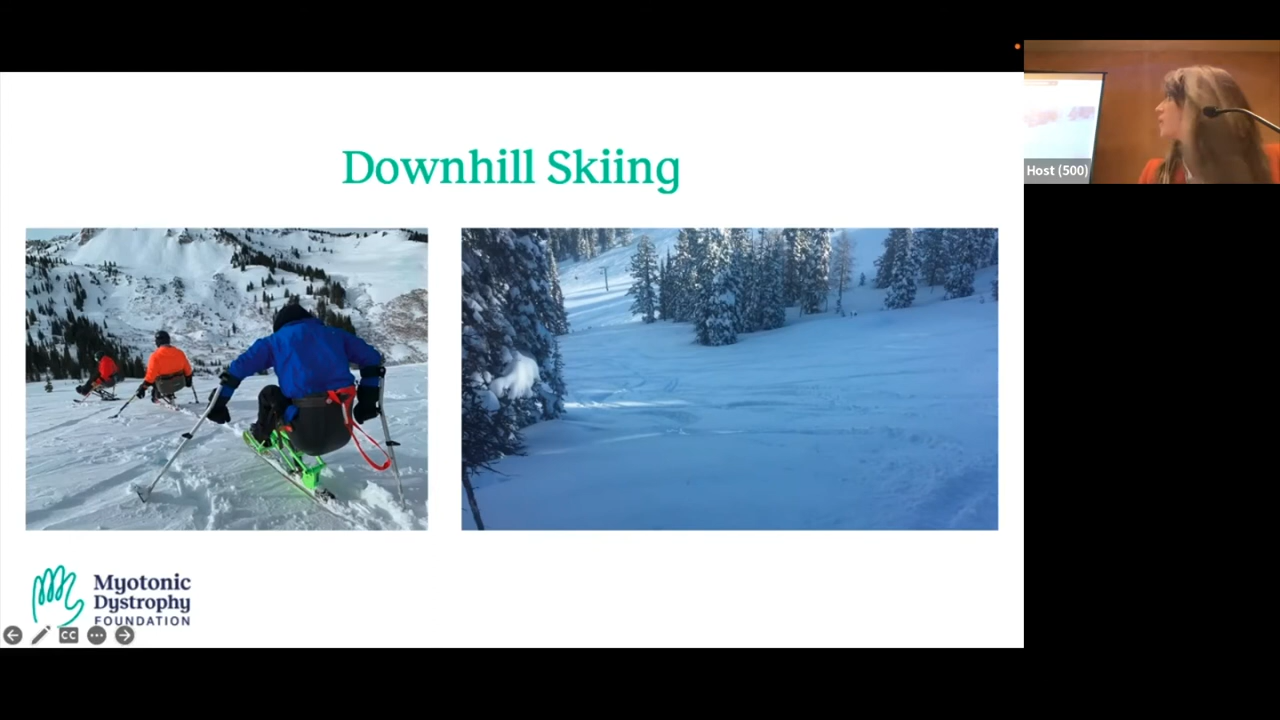 Downhill Skiing
Host (500)
Myotonic
Dystrophy
FOUNDATION
CC